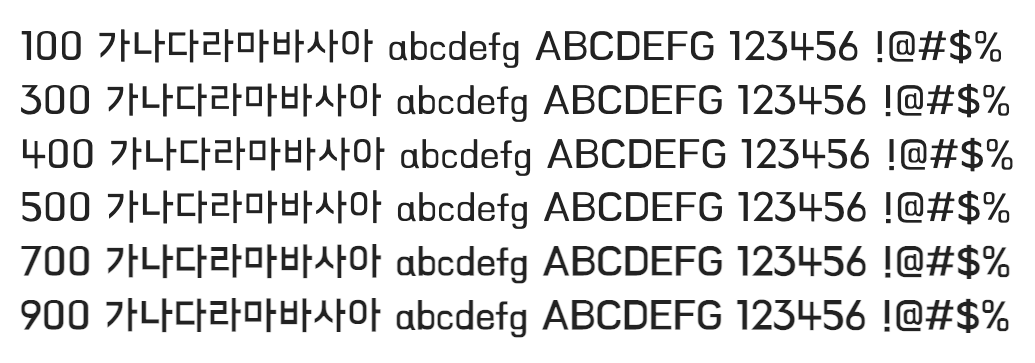 100 가나다라마바사아 abcdefg ABCDEFG 123456 !@#$%
300 가나다라마바사아 abcdefg ABCDEFG 123456 !@#$%
400 가나다라마바사아 abcdefg ABCDEFG 123456 !@#$%
500 가나다라마바사아 abcdefg ABCDEFG 123456 !@#$%
700 가나다라마바사아 abcdefg ABCDEFG 123456 !@#$%
900 가나다라마바사아 abcdefg ABCDEFG 123456 !@#$%